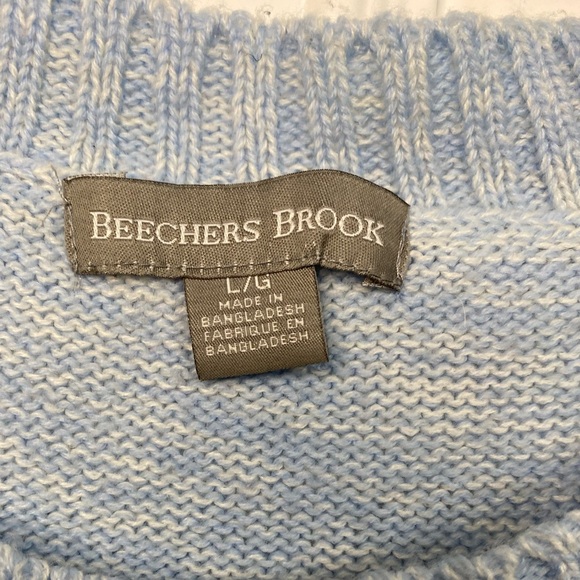 BEECHERS BROOK
L/G
MADE IN
BANGLADESH
FABRIQUE EN
BANGLADESH